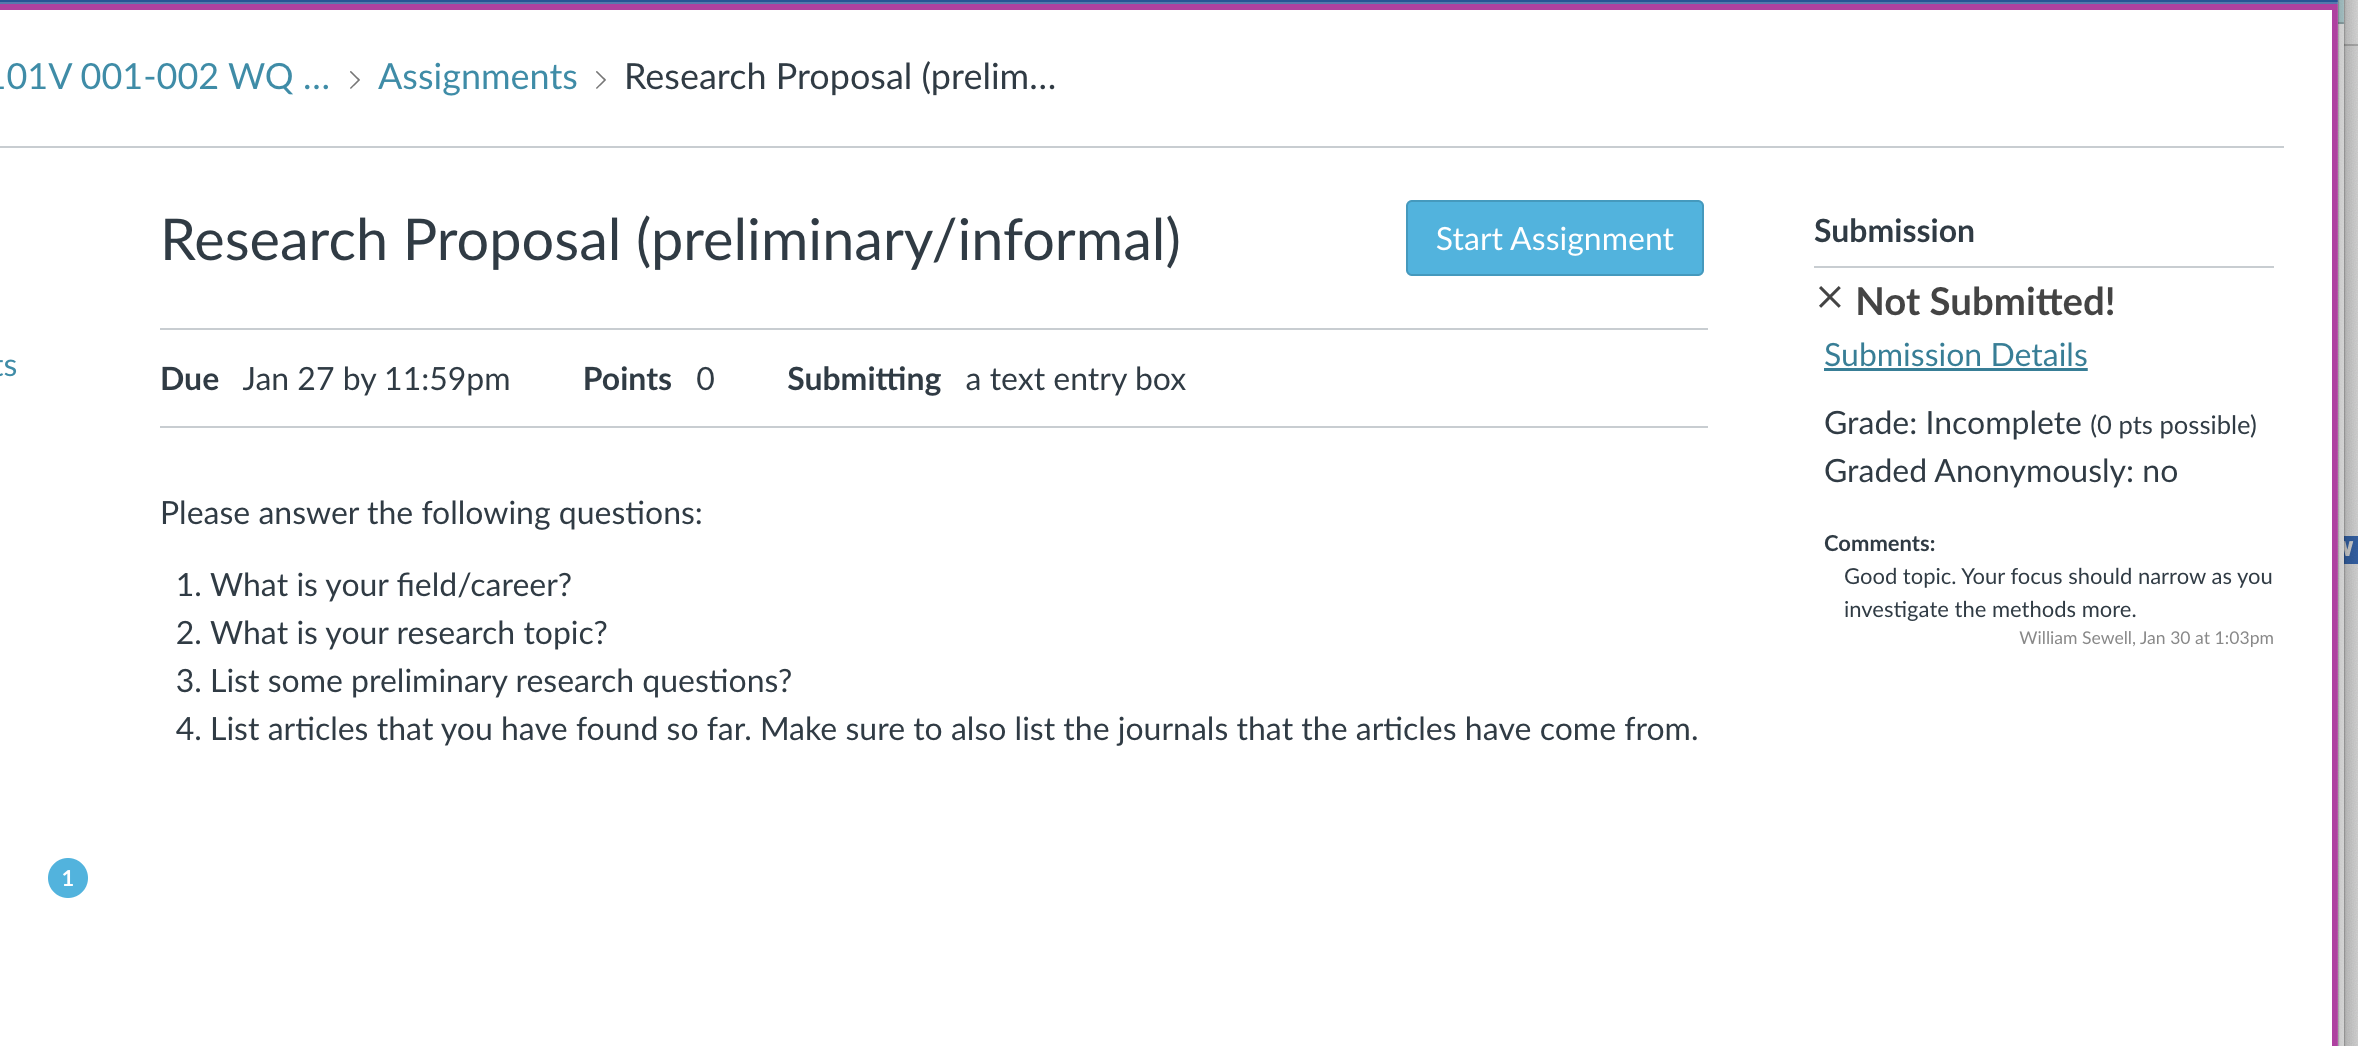 01V 001-002 WQ ... > Assignments > Research Proposal (prelim...
Research Proposal (preliminary/informal)
Start Assignment
Due Jan 27 by 11:59pm Points 0 Submitting a text entry box
ts
Please answer the following questions:
1. What is your field/career?
2. What is your research topic?
3. List some preliminary research questions?
4. List articles that you have found so far. Make sure to also list the journals that the articles have come from.
1
Submission
× Not Submitted!
Submission Details
Grade: Incomplete (0 pts possible)
Graded Anonymously: no
Comments:
Good topic. Your focus should narrow as you
investigate the methods more.
William Sewell, Jan 30 at 1:03pm